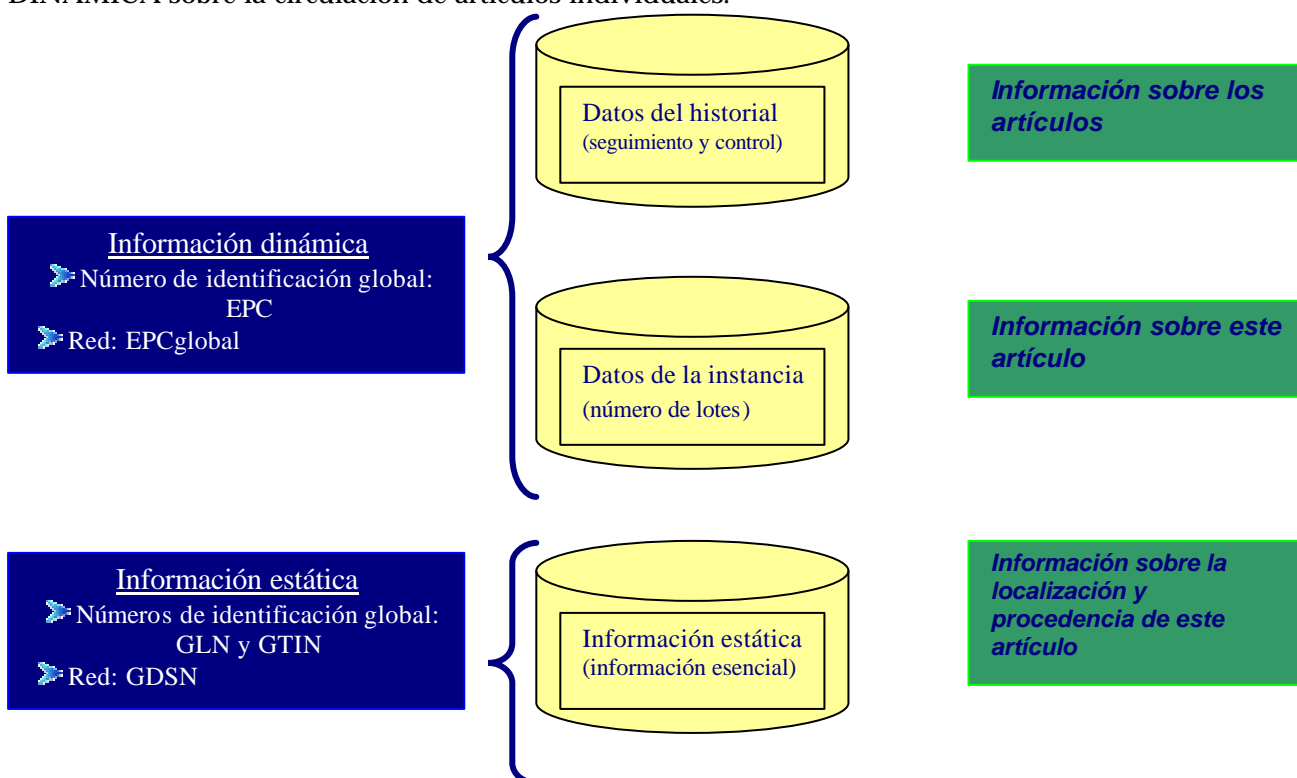 DINÁMICA sobre la circulación de artículos individuales.
Datos del historial
(seguimiento y control)
Información sobre los
artículos
Información dinámica
Número de identificación global:
EPC
Red: EPCglobal
Datos de la instancia
(número de lotes)
Información sobre este
artículo
Información estática
Números de identificación global:
GLN y GTIN
Red: GDSN
Información estática
(información esencial)
Información sobre la
localización y
procedencia de este
artículo